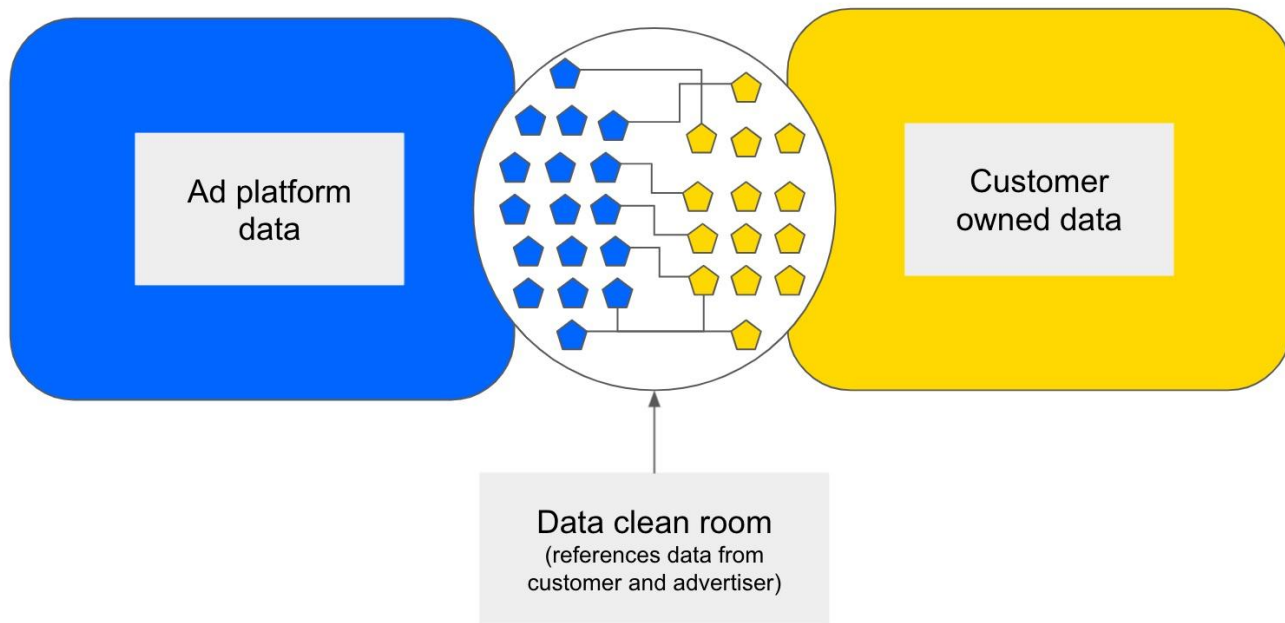 Ad platform
data
Customer
owned data
Data clean room
(references data from
customer and advertiser)